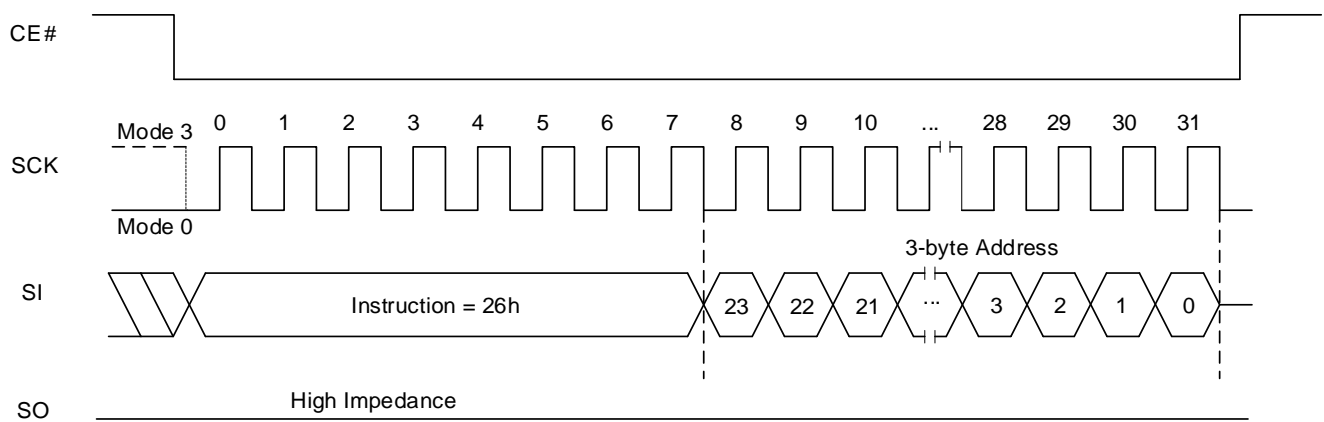 CE#
Mode 3
0 1 2 3 4 5 6 7 8 9 10 ... 28 29 30 31
SCK
Mode 0
3-byte Address
SI
Instruction = 26h
23 22 21 ... 3 2 1 0
High Impedance
SO